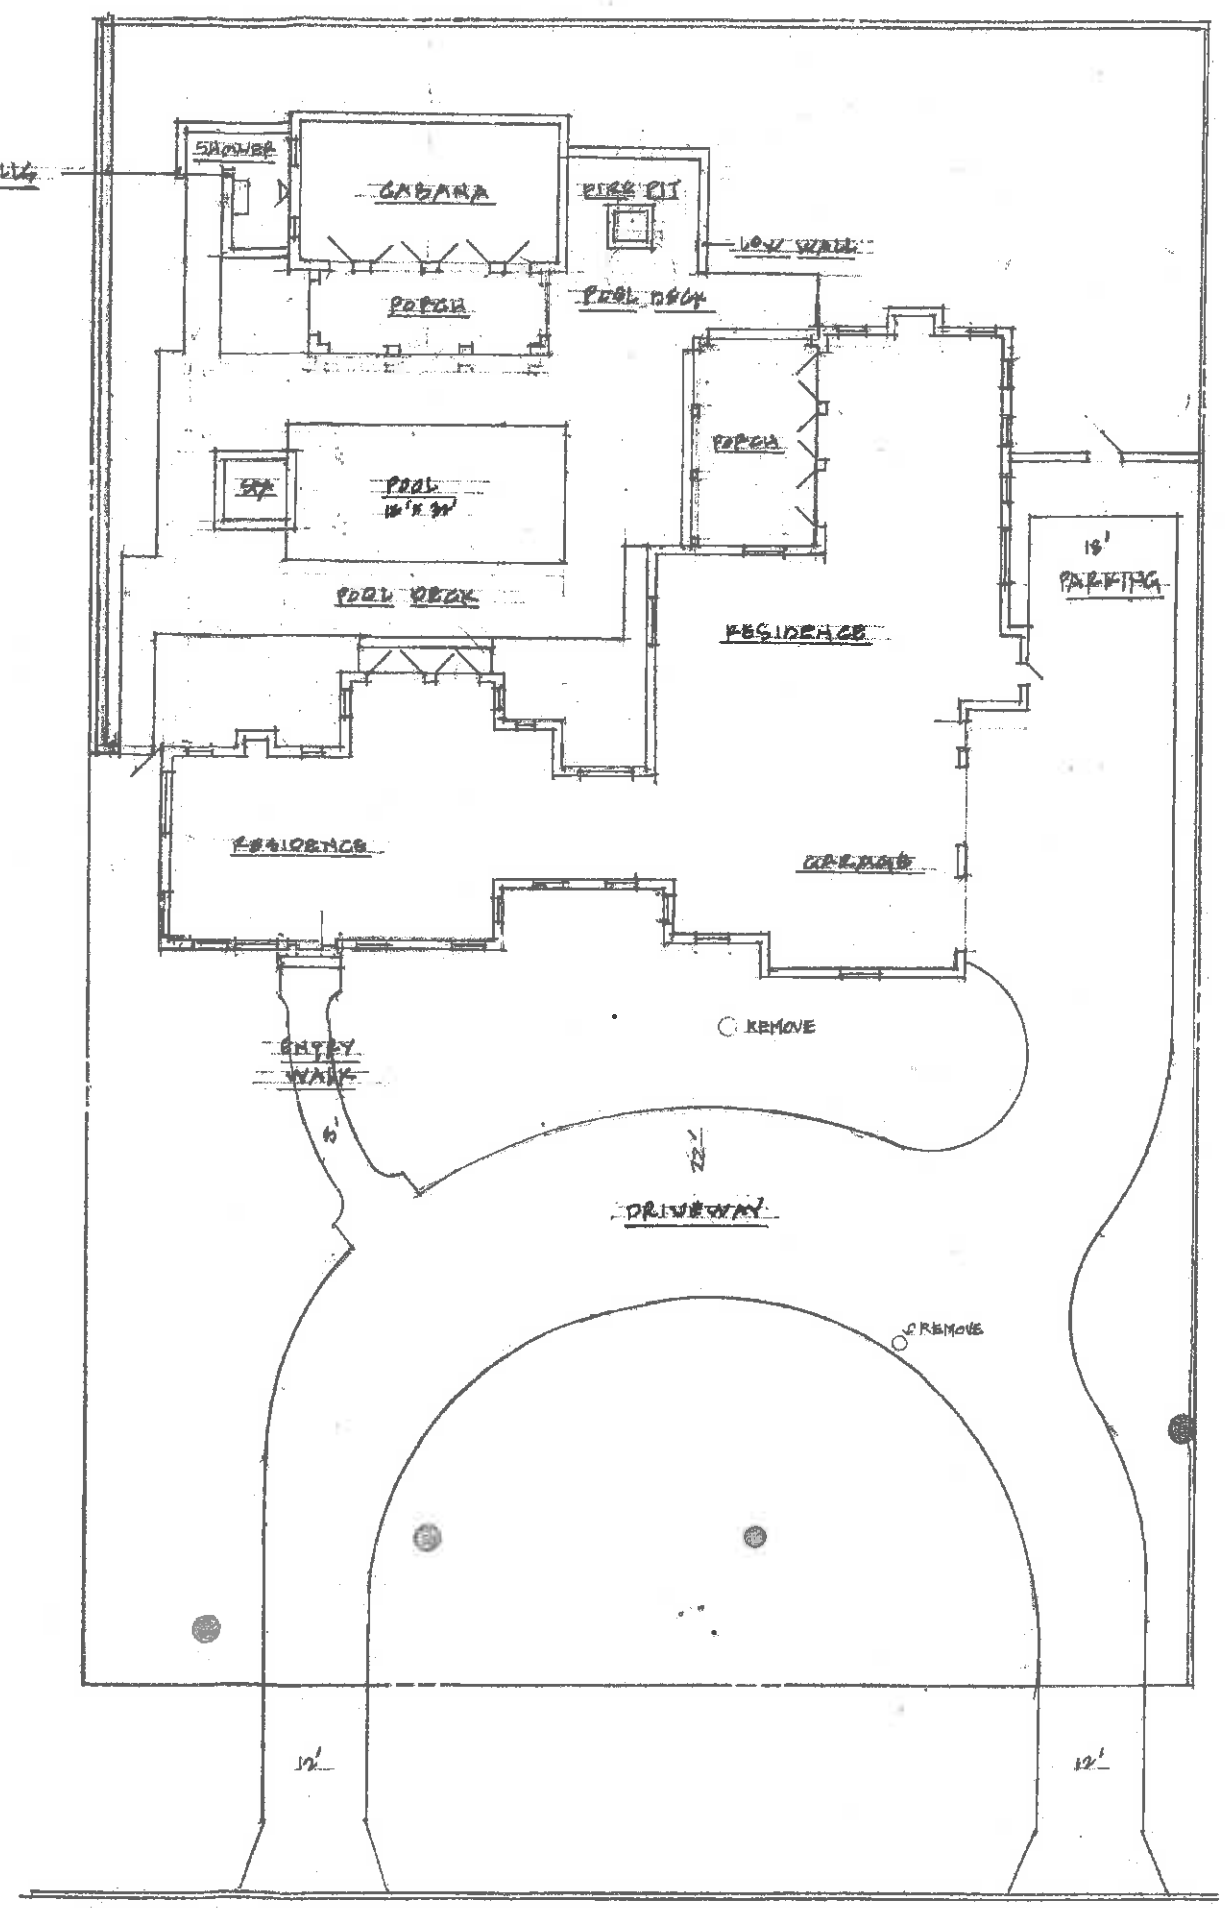 SHOWER
CABANA
FIRE PIT
LOW WALL
PORCH
POOL DECK
PORCH
SPA
POOL
16' X 32'
18'
PARKING
POOL DECK
RESIDENCE
RESIDENCE
GARAGE
REMOVE
ENTRY
WALK
22'
DRIVEWAY
REMOVE
12'
12'